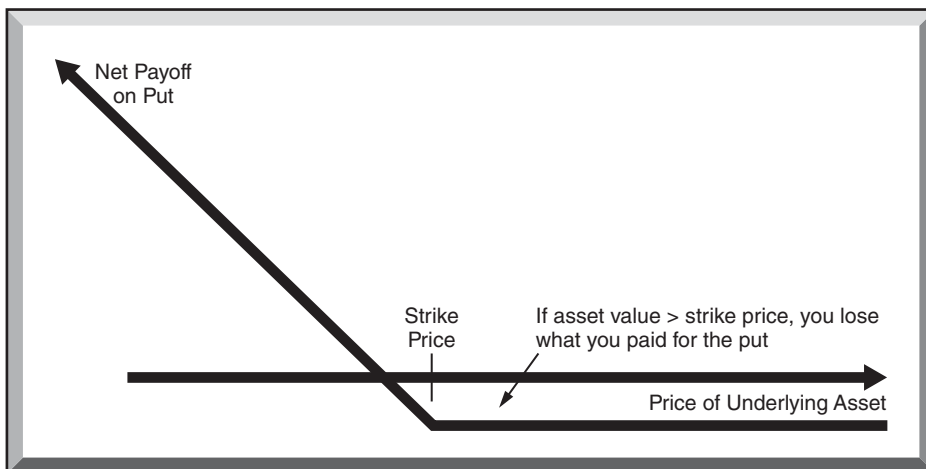 Net Payoff
on Put
Strike
Price
If asset value > strike price, you lose
what you paid for the put
Price of Underlying Asset